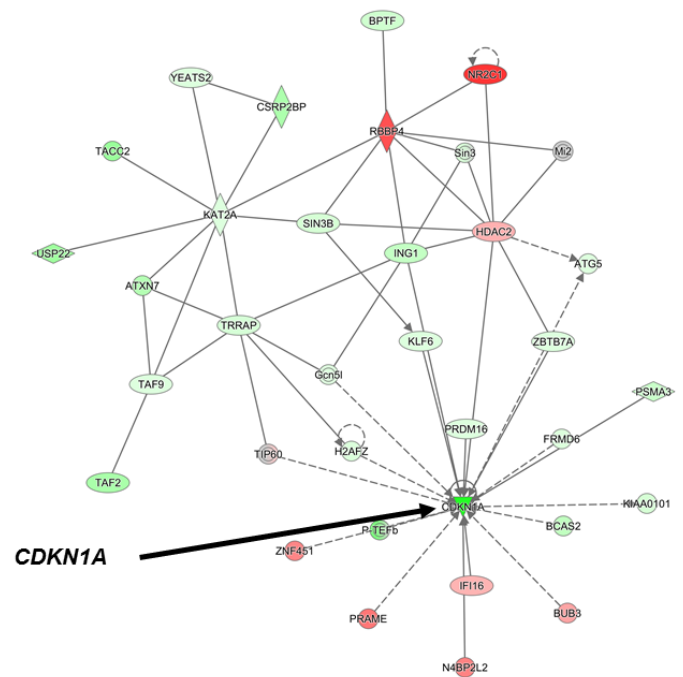 BPTF
NR2C1
YEATS2
CSRP2BP
RBBP4
TACC2
Sin3
Mi2
KAT2A
SIN3B
HDAC2
USP22
ING1
ATG5
ATXN7
TRRAP
KLF6
ZBTB7A
Gcn5l
TAF9
PSMA3
PRDM16
FRMD6
TIP60
H2AFZ
TAF2
CDKN1A
KIAA0101
P-TEFb
BCAS2
CDKN1A
ZNF451
IFI16
PRAME
BUB3
N4BP2L2